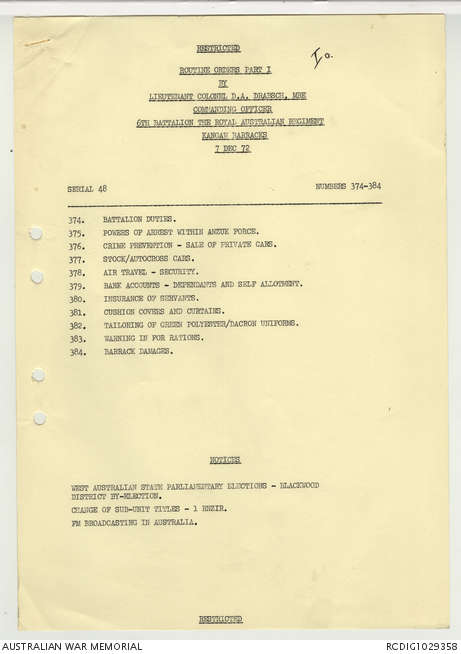 RESTRICTED
ROUTINE ORDERS PART I
BY
LIEUTENANT COLONEL D.A. DRABSCH, MBE
COMMANDING OFFICER
6TH BATTALION THE ROYAL AUSTRALIAN REGIMENT
KANGAH BARRACKS
7 DEC 72
SERIAL 48 NUMBERS 374-384
374. BATTALION DUTIES.
375. POWERS OF ARREST WITHIN ANZUK FORCE.
376. CRIME PREVENTION - SALE OF PRIVATE CARS.
377. STOCK/AUTOCROSS CARS.
378. AIR TRAVEL - SECURITY.
379. BANK ACCOUNTS - DEPENDANTS AND SELF ALLOTMENT.
380. INSURANCE OF SERVANTS.
381. CUSHION COVERS AND CURTAINS.
382. TAILORING OF GREEN POLYESTER/DACRON UNIFORMS.
383. WARNING IN FOR RATIONS.
384. BARRACK DAMAGES.
NOTICES
WEST AUSTRALIAN STATE PARLIAMENTARY ELECTIONS - BLACKWOOD
DISTRICT BY-ELECTION.
CHANGE OF SUB-UNIT TITLES - 1 RNZIR.
FM BROADCASTING IN AUSTRALIA.
RESTRICTED
AUSTRALIAN WAR MEMORIAL RCDIG1029358